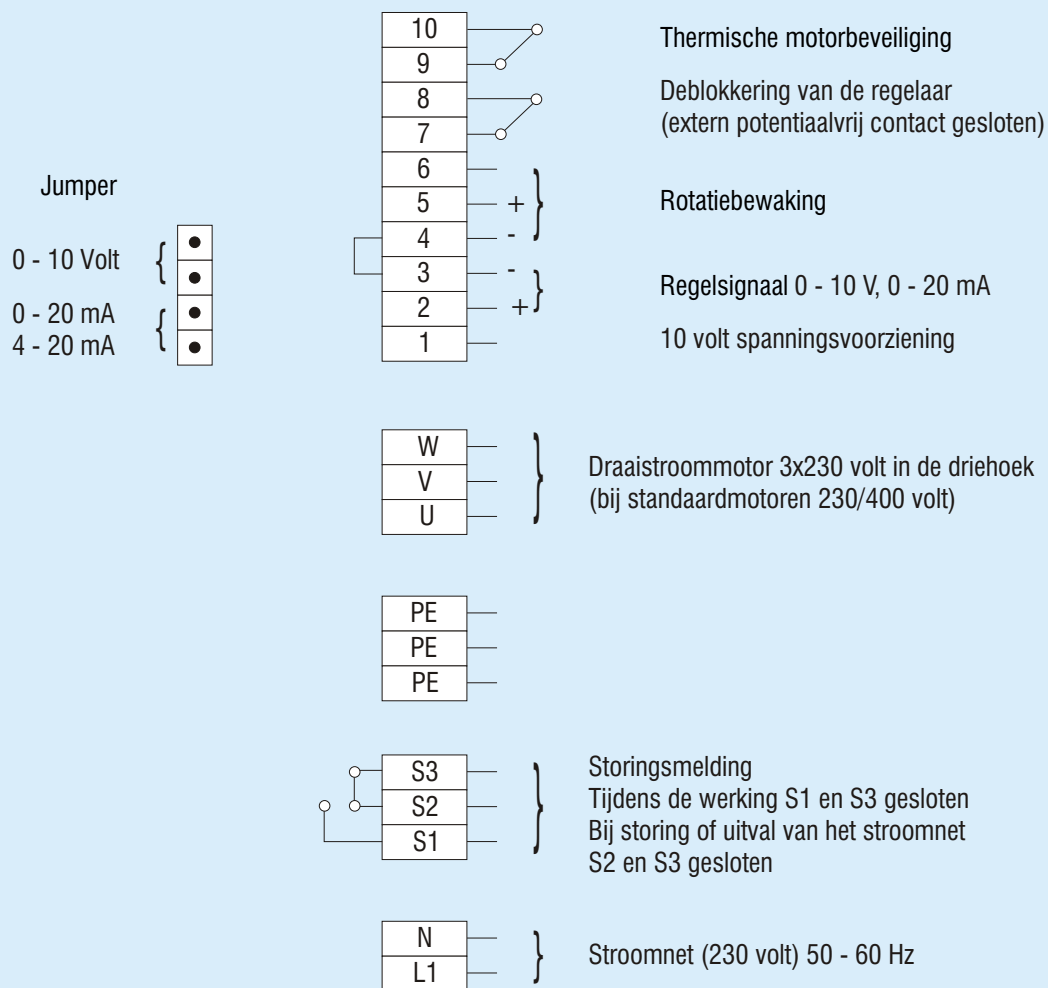 10
Thermische motorbeveiliging
9
8
Deblokkering van de regelaar
(extern potentiaalvrij contact gesloten)
7
6
5 +
Rotatiebewaking
4 -
3 -
2 +
Regelsignaal 0 - 10 V, 0 - 20 mA
1
10 volt spanningsvoorziening
Jumper
0 - 10 Volt
0 - 20 mA
4 - 20 mA
W
V
U
Draaistroommotor 3x230 volt in de driehoek
(bij standaardmotoren 230/400 volt)
PE
PE
PE
S3
S2
S1
Storingsmelding
Tijdens de werking S1 en S3 gesloten
Bij storing of uitval van het stroomnet
S2 en S3 gesloten
N
L1
Stroomnet (230 volt) 50 - 60 Hz